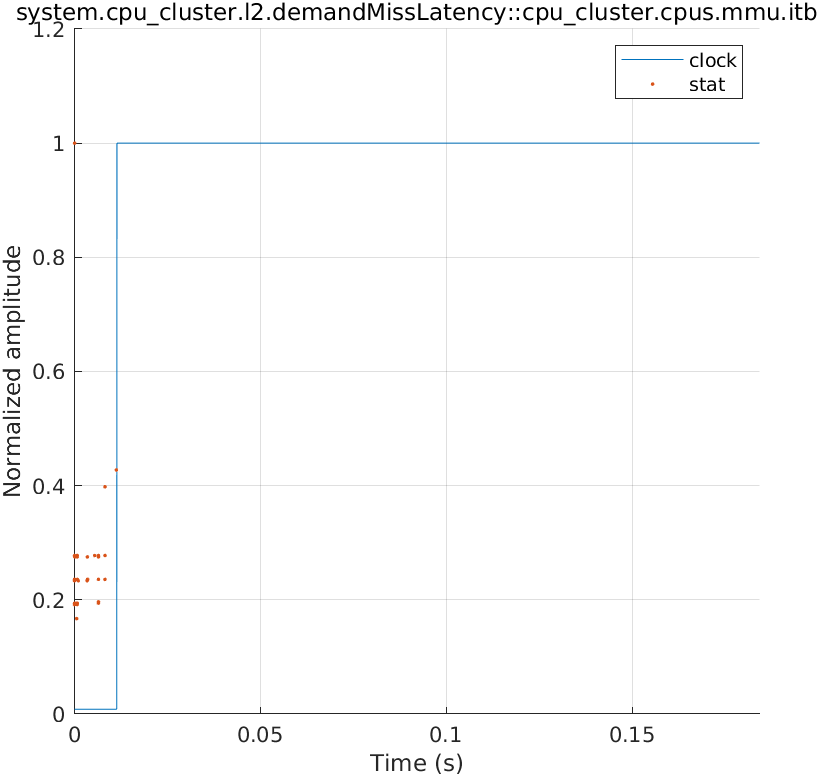 system.cpu_cluster.l2.demandMissLatency::cpu_cluster.cpus.mmu.itb
1.2
clock
stat
1
0.8
0.6
0.4
0.2
0
Normalized amplitude
0 0.05 0.1 0.15
Time (s)